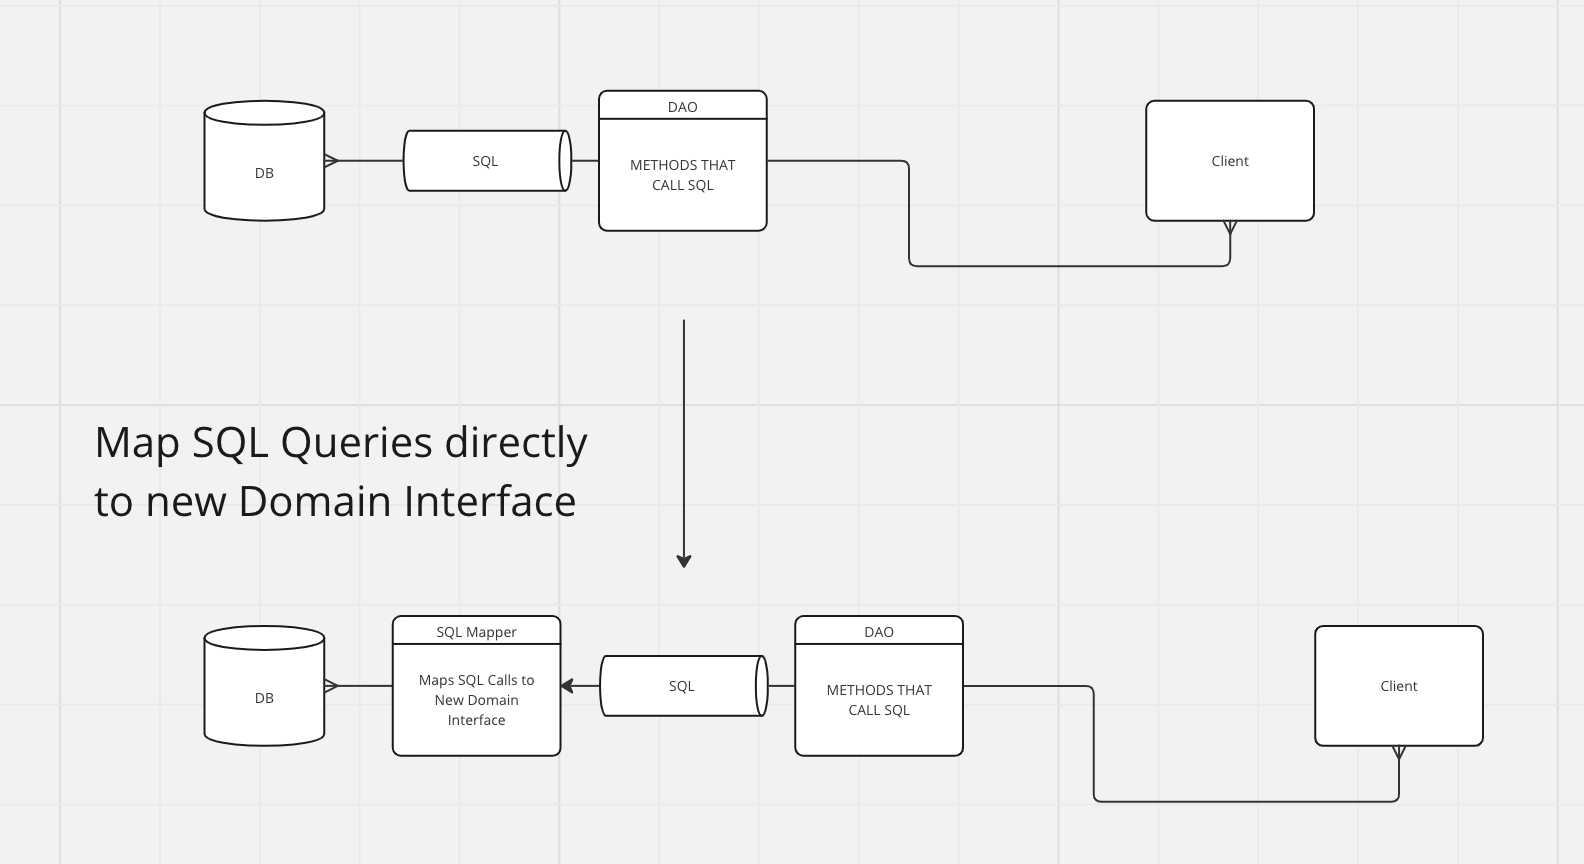 DAO
DB
SQL
METHODS THAT
CALL SQL
Client
Map SQL Queries directly
to new Domain Interface
DB
SQL Mapper
Maps SQL Calls to
New Domain
Interface
SQL
DAO
METHODS THAT
CALL SQL
Client